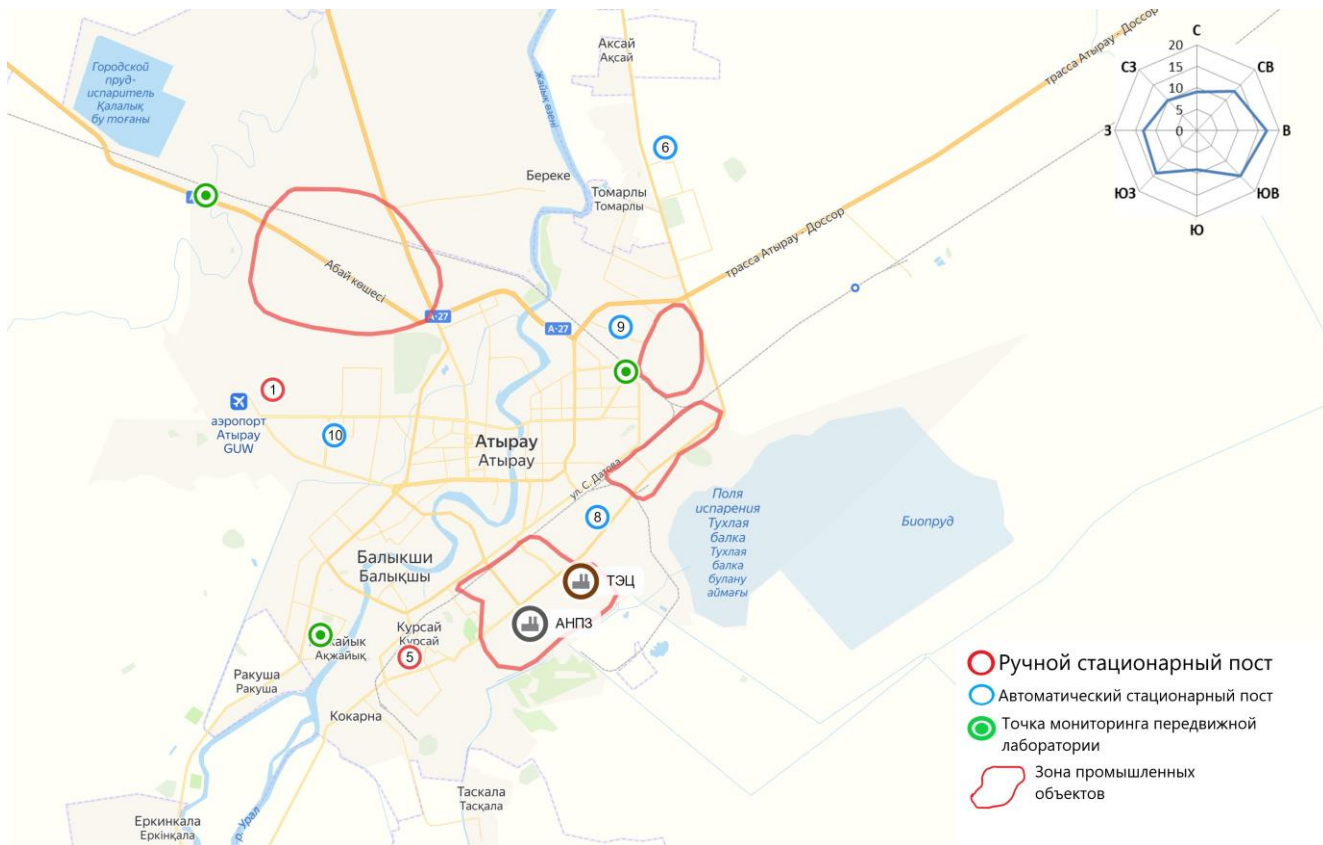 Аксай
Ақсай
Городской
пруд-
испаритель
Қалалық
бу тоғаны
Жайық өзені
трасса Атырау - Доссор
С
СВ
В
ЮВ
Ю
ЮЗ
З
СЗ
20
15
10
5
0
6
Береке
Томарлы
Томарлы
трасса Атырау - Доссор
Абай көшесі
А-27
А-27
9
1
аэропорт
Атырау
GUW
10
Атырау
Атырау
ул. С. Датова
8
Поля
испарения
Тухлая
балка
Тухлая
балка
булану
аймағы
Биопруд
Балыкши
Балықшы
ТЭЦ
АНПЗ
Курсай
Курсай
5
Ақжайық
Ракуша
Ракуша
Кокарна
Таскала
Тасқала
Еркинкала
Еркінқала
р. Урал
Ручной стационарный пост
Автоматический стационарный пост
Точка мониторинга передвижной
лаборатории
Зона промышленных
объектов